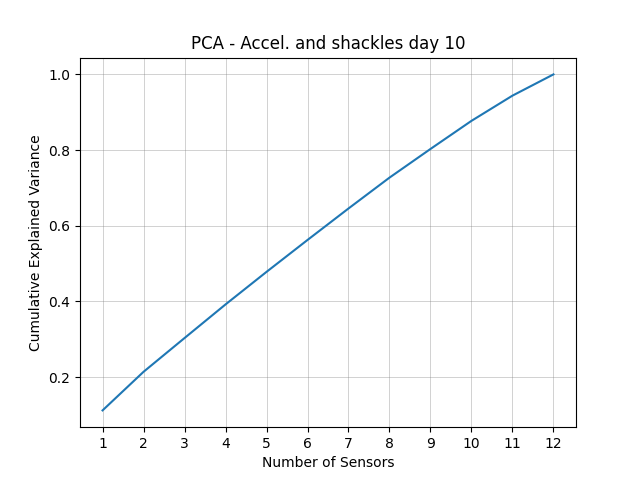 PCA - Accel. and shackles day 10
1.0
0.8
0.6
0.4
0.2
Cumulative Explained Variance
1 2 3 4 5 6 7 8 9 10 11 12
Number of Sensors